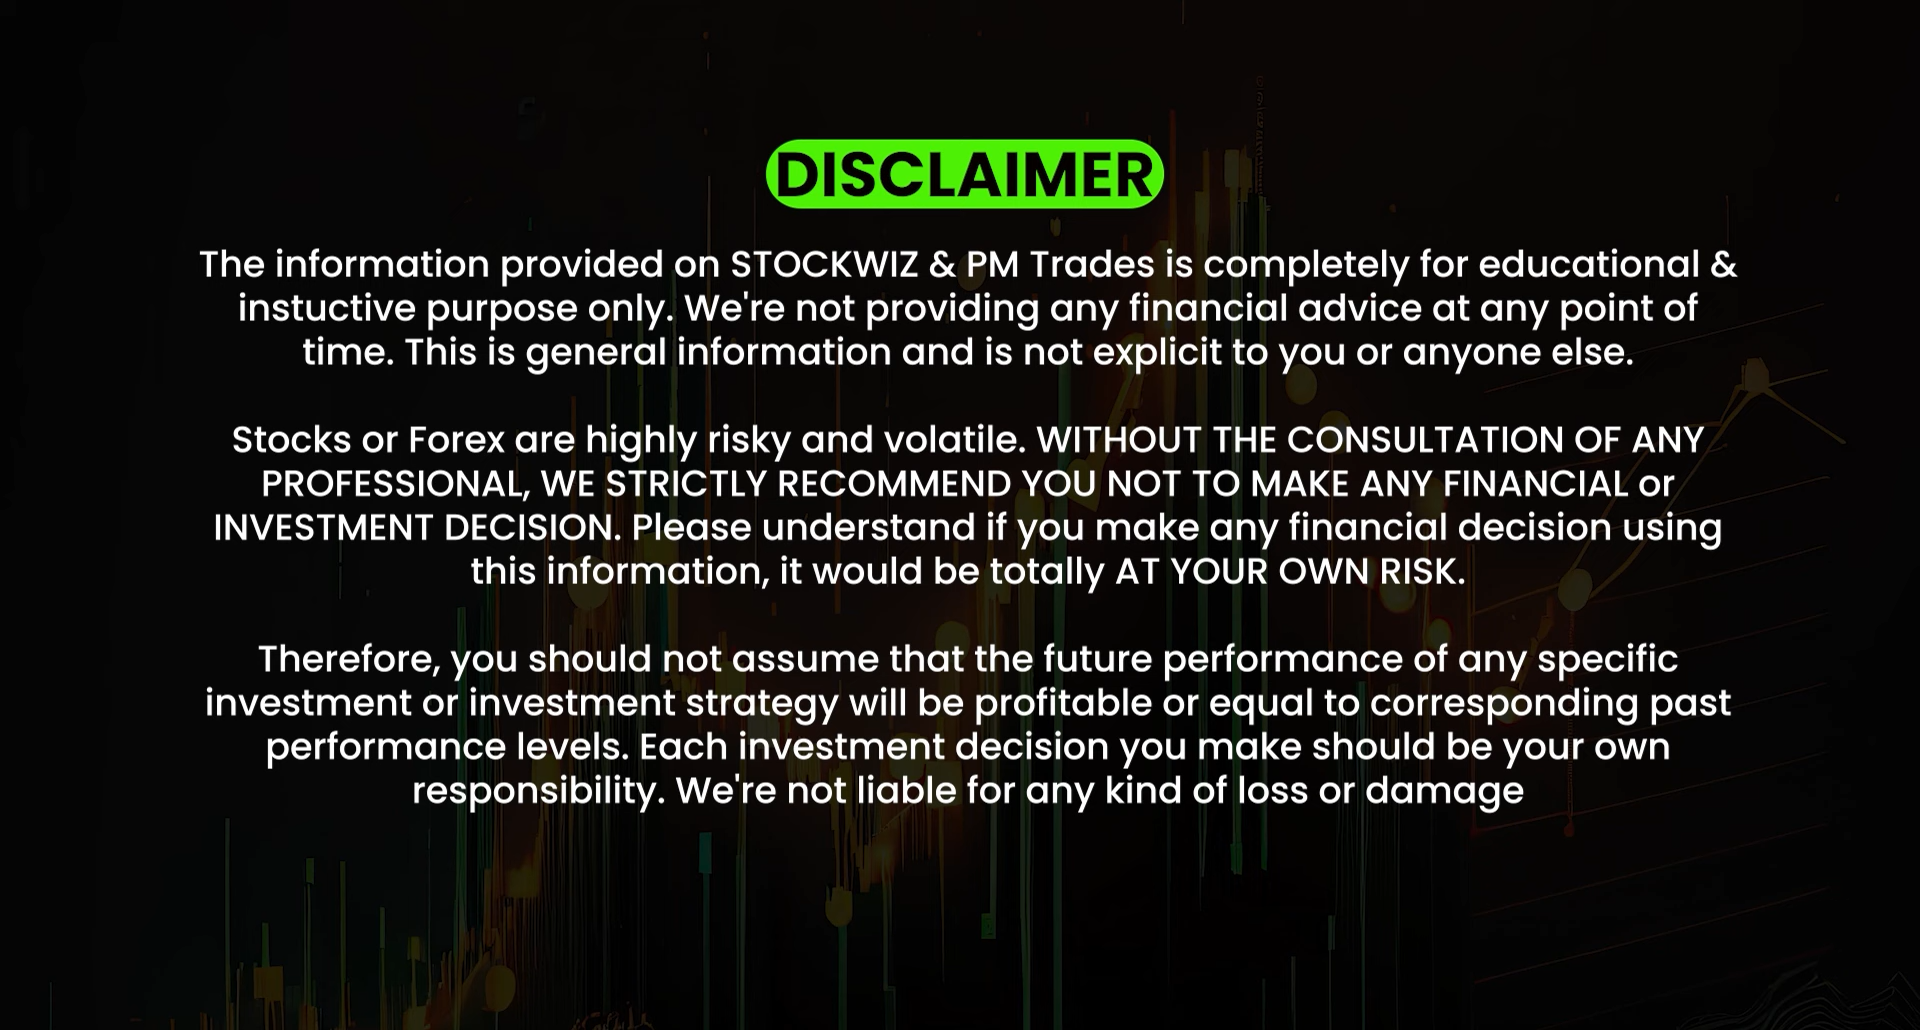 DISCLAIMER
The information provided on STOCKWIZ & PM Trades is completely for educational &
instuctive purpose only. We're not providing any financial advice at any point of
time. This is general information and is not explicit to you or anyone else.
Stocks or Forex are highly risky and volatile. WITHOUT THE CONSULTATION OF ANY
PROFESSIONAL, WE STRICTLY RECOMMEND YOU NOT TO MAKE ANY FINANCIAL or
INVESTMENT DECISION. Please understand if you make any financial decision using
this information, it would be totally AT YOUR OWN RISK.
Therefore, you should not assume that the future performance of any specific
investment or investment strategy will be profitable or equal to corresponding past
performance levels. Each investment decision you make should be your own
responsibility. We're not liable for any kind of loss or damage